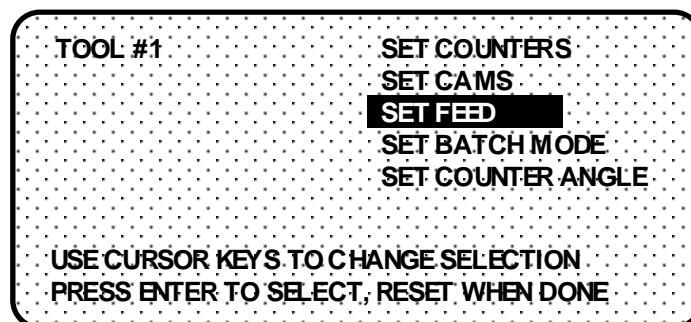 TOOL #1 SET COUNTERS
SET CAMS
SET FEED
SET BATCH MODE
SET COUNTER ANGLE
USE CURSOR KEYS TO CHANGE SELECTION
PRESS ENTER TO SELECT, RESET WHEN DONE